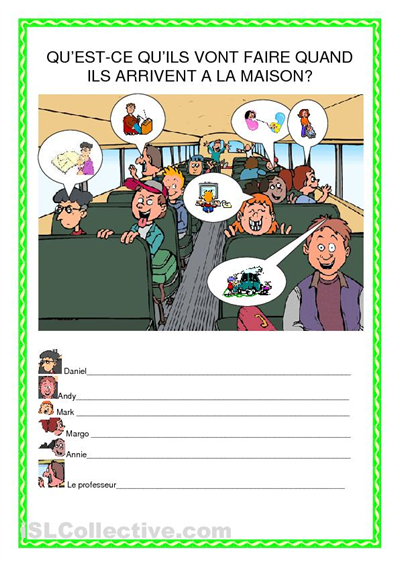 QU'EST-CE QU'ILS VONT FAIRE QUAND
ILS ARRIVENT A LA MAISON?
Daniel
Andy
Mark
Margo
Annie
Le professeur
iSLCollective.com